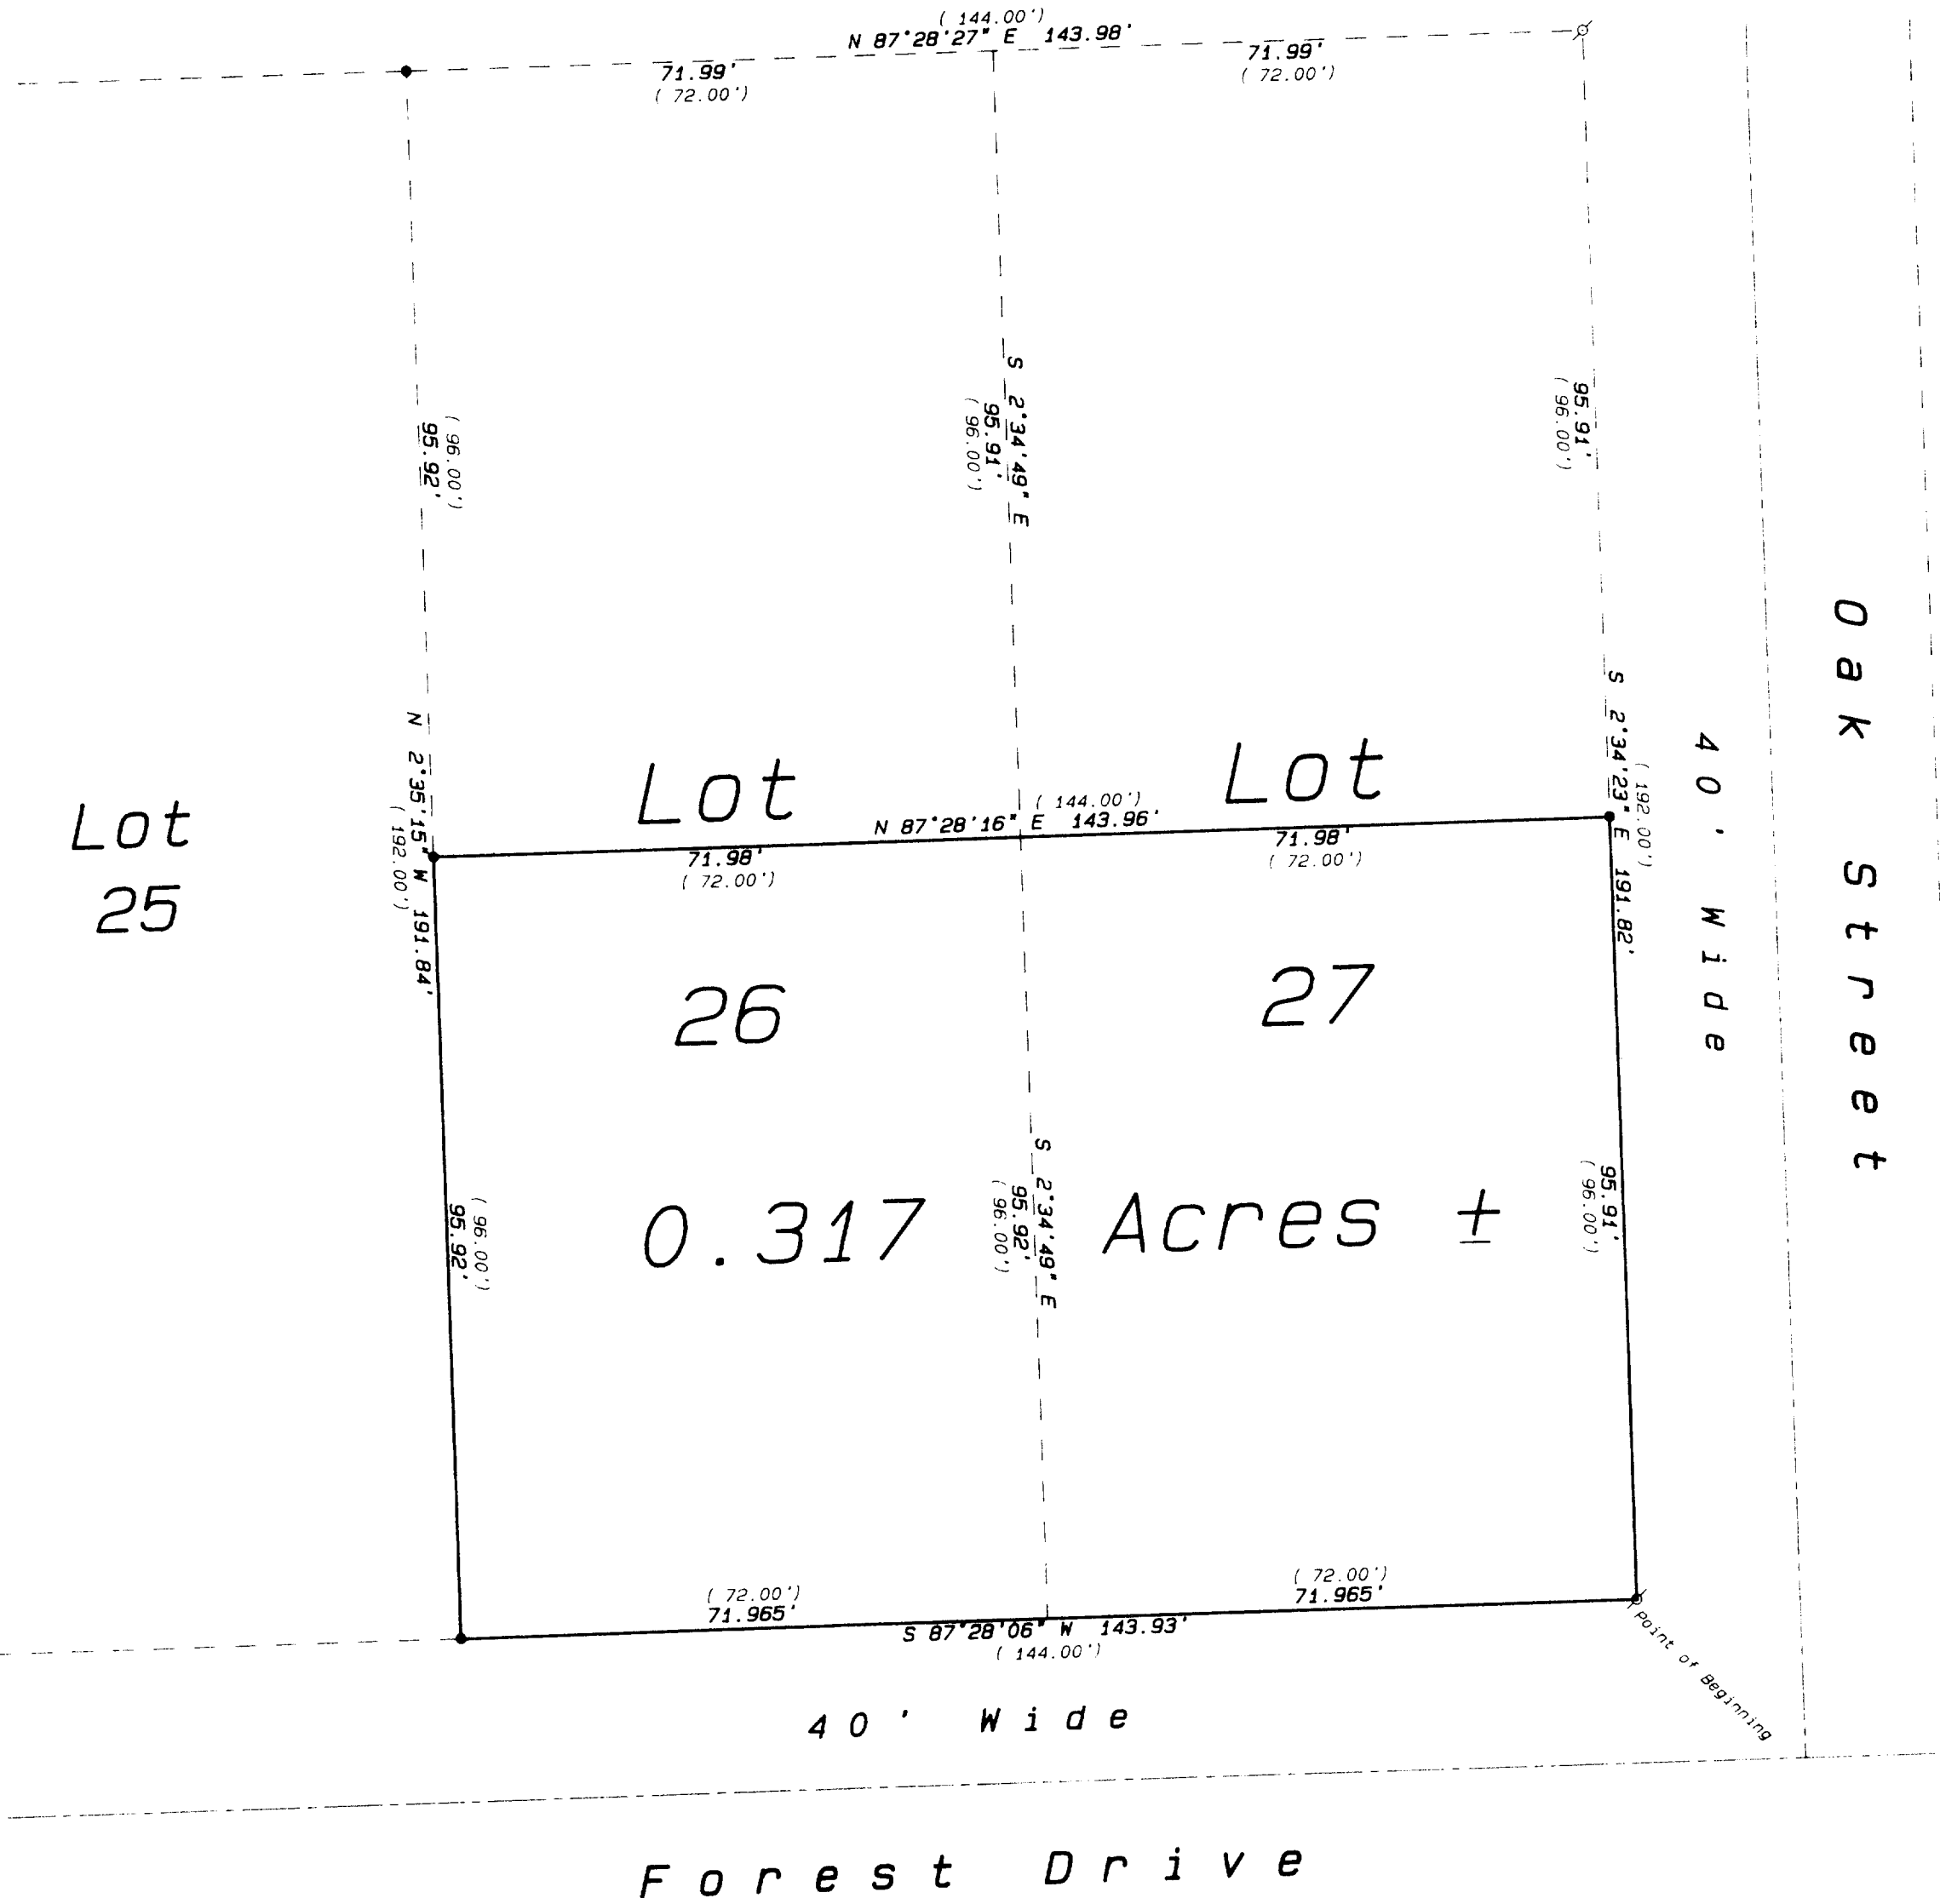 ( 144.00')
N 87°28'27" E 143.98'
71.99'
( 72.00')
71.99'
( 72.00')
( 96.00')
95.92'
S 2°34'49" E
95.91'
( 96.00')
95.91'
( 96.00')
Oak Street
40' Wide
N 2°35'15" W 191.84'
( 192.00')
( 192.00')
S 2°34'23" E 191.82'
Lot
25
Lot
Lot
( 144.00')
N 87°28'16" E 143.96'
71.98'
( 72.00')
71.98'
( 72.00')
26
27
( 96.00')
95.92'
S 2°34'49" E
95.92'
( 96.00')
95.91'
( 96.00')
0.317 Acres ±
( 72.00')
71.965'
( 72.00')
71.965'
S 87°28'06" W 143.93'
( 144.00')
Point of Beginning
40' Wide
Forest Drive